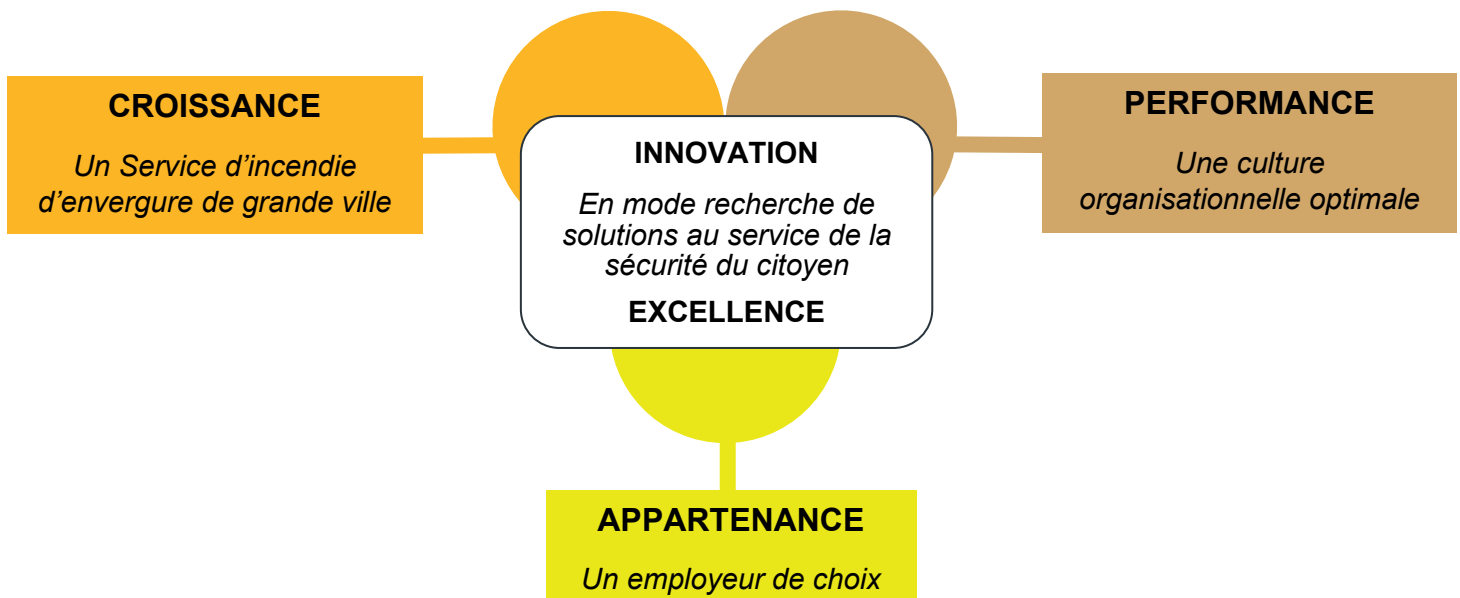 CROISSANCE
Un Service d’incendie
d’envergure de grande ville
INNOVATION
En mode recherche de
solutions au service de la
sécurité du citoyen
EXCELLENCE
PERFORMANCE
Une culture
organisationnelle optimale
APPARTENANCE
Un employeur de choix